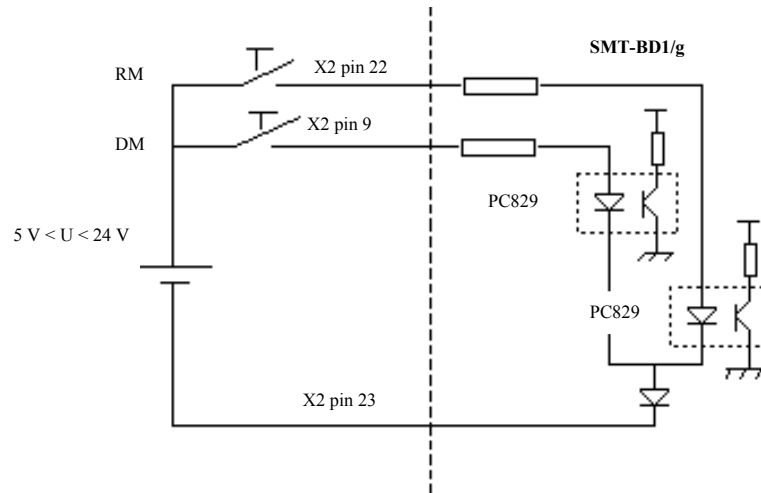 SMT-BD1/g
RM
X2 pin 22
X2 pin 9
DM
PC829
5 V < U < 24 V
PC829
X2 pin 23